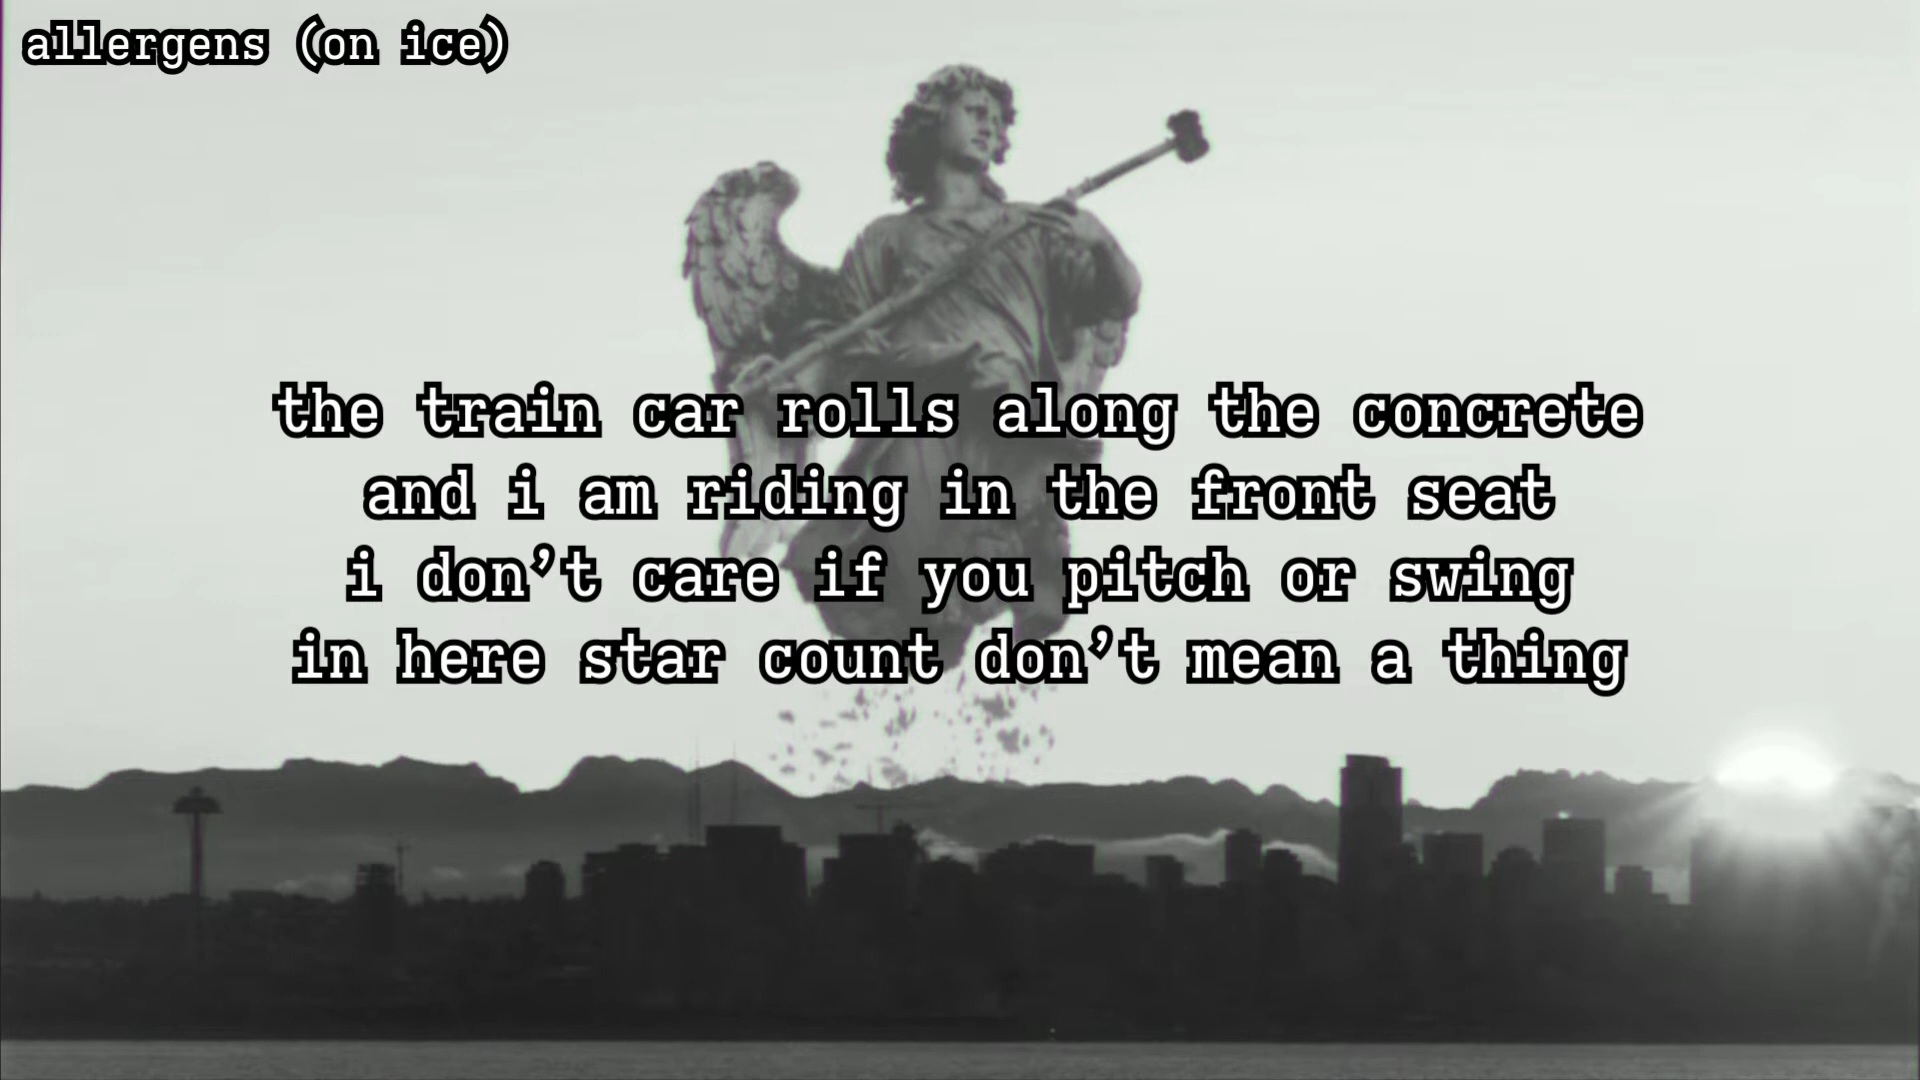 allergens (on ice)
the train car rolls along the concrete
and i am riding in the front seat
i don’t care if you pitch or swing
in here star count don’t mean a thing